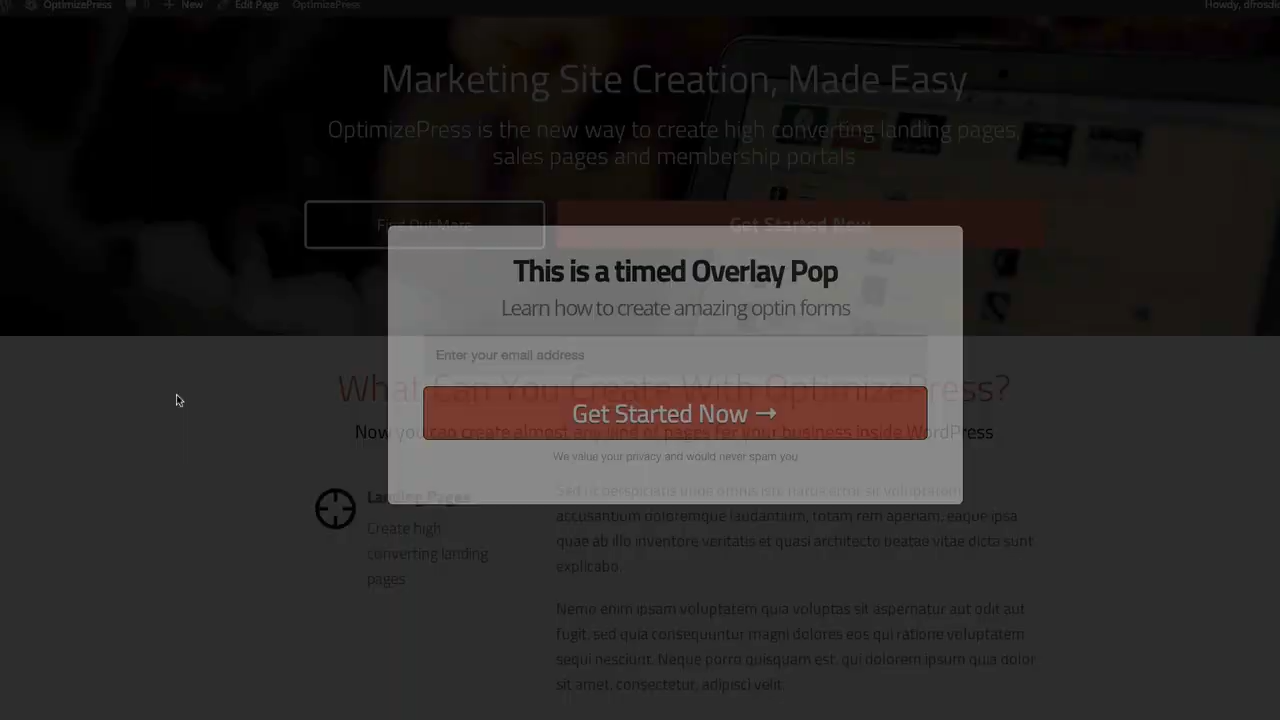 OptimizePress 0 New Edit Page OptimizePress Howdy, dfrosdi
Marketing Site Creation, Made Easy
OptimizePress is the new way to create high converting landing pages,
sales pages and membership portals
Find Out More Get Started Now
This is a timed Overlay Pop
Learn how to create amazing optin forms
Enter your email address
What Can You Create With OptimizePress?
Get Started Now →
Now you can create almost any kind of pages for your business inside WordPress
We value your privacy and would never spam you
Landing Pages
Create high
converting landing
pages
Sed ut perspiciatis unde omnis iste natus error sit voluptatem
accusantium doloremque laudantium, totam rem aperiam, eaque ipsa
quae ab illo inventore veritatis et quasi architecto beatae vitae dicta sunt
explicabo.
Nemo enim ipsam voluptatem quia voluptas sit aspernatur aut odit aut
fugit, sed quia consequuntur magni dolores eos qui ratione voluptatem
sequi nesciunt. Neque porro quisquam est, qui dolorem ipsum quia dolor
sit amet, consectetur, adipisci velit